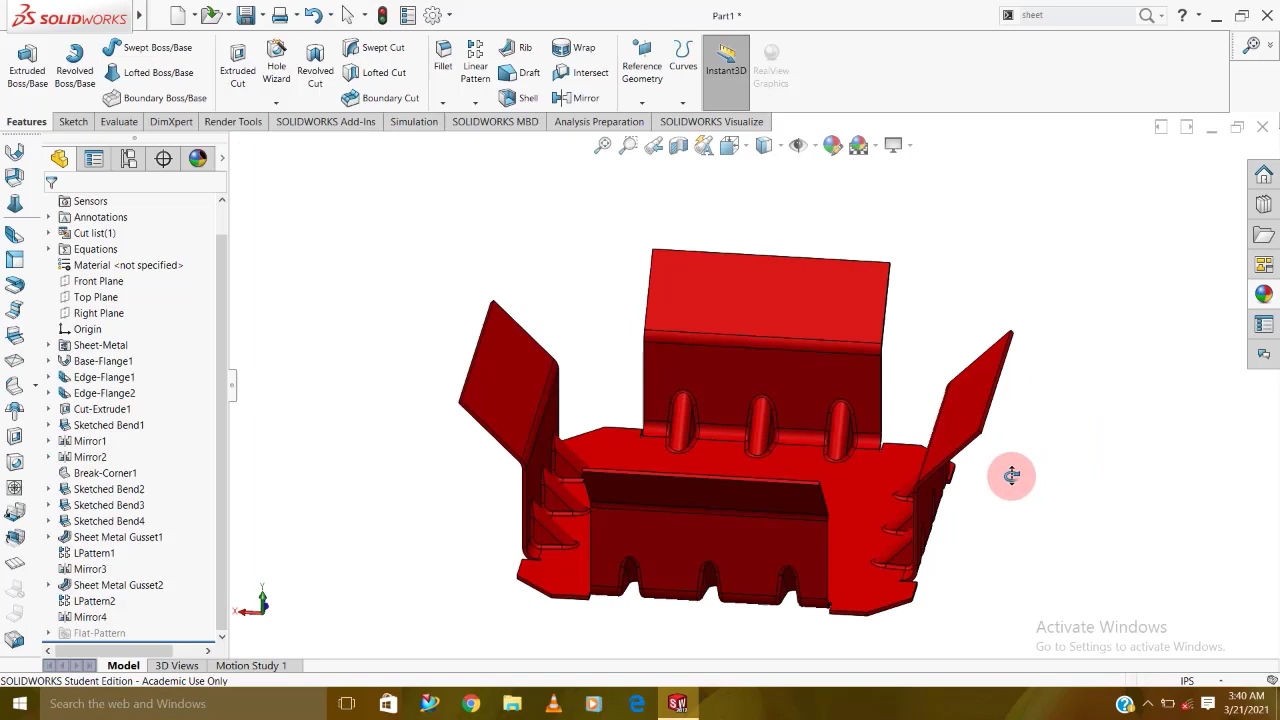 SOLIDWORKS
Part1 *
sheet
Extruded Boss/Base
Revolved Boss/Base
Swept Boss/Base
Lofted Boss/Base
Boundary Boss/Base
Extruded Cut
Hole Wizard
Revolved Cut
Swept Cut
Lofted Cut
Boundary Cut
Fillet
Linear Pattern
Rib
Draft
Shell
Wrap
Intersect
Mirror
Reference Geometry
Curves
Instant3D
RealView Graphics
Features
Sketch
Evaluate
DimXpert
Render Tools
SOLIDWORKS Add-Ins
Simulation
SOLIDWORKS MBD
Analysis Preparation
SOLIDWORKS Visualize
Sensors
Annotations
Cut list(1)
Equations
Material <not specified>
Front Plane
Top Plane
Right Plane
Origin
Sheet-Metal
Base-Flange1
Edge-Flange1
Edge-Flange2
Cut-Extrude1
Sketched Bend1
Mirror1
Mirror2
Break-Corner1
Sketched Bend2
Sketched Bend3
Sketched Bend4
Sheet Metal Gusset1
LPattern1
Mirror3
Sheet Metal Gusset2
LPattern2
Mirror4
Flat-Pattern
Y
X
Activate Windows
Go to Settings to activate Windows.
Model
3D Views
Motion Study 1
SOLIDWORKS Student Edition - Academic Use Only
IPS
Search the web and Windows
SW
2017
3:40 AM
3/21/2021